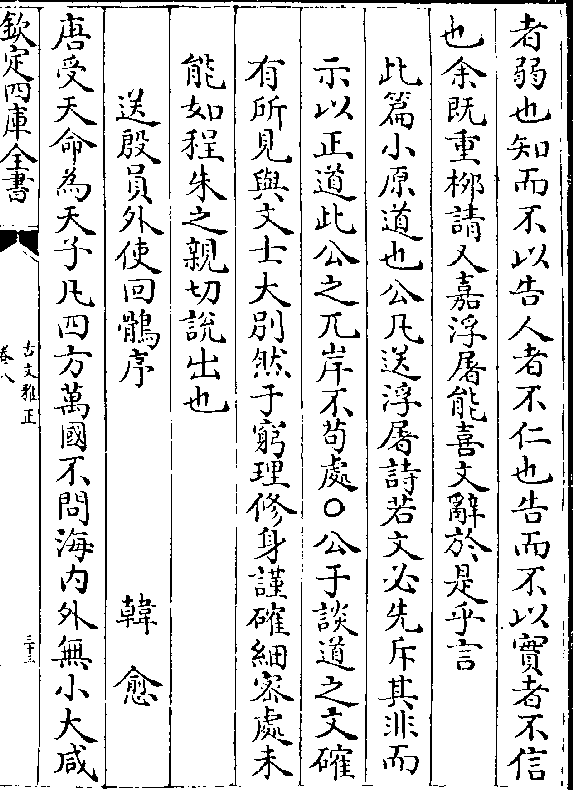 者弱也知而不以告人者不仁也告而不以實者不信
也余既重柳請又嘉浮屠能喜文辭於是乎言
此篇小原道也公凡送浮屠詩若文必先斥其非而
示以正道此公之兀岸不苟處○公于談道之文確
有所見與文士大別然于窮理修身謹確細密處未
能如程朱之親切說出也
送殷員外使回鶻序
韓愈
唐受天命為天子凡四方萬國不問海內外無小大咸
欽定四庫全書
古文雅正
卷八
三十三